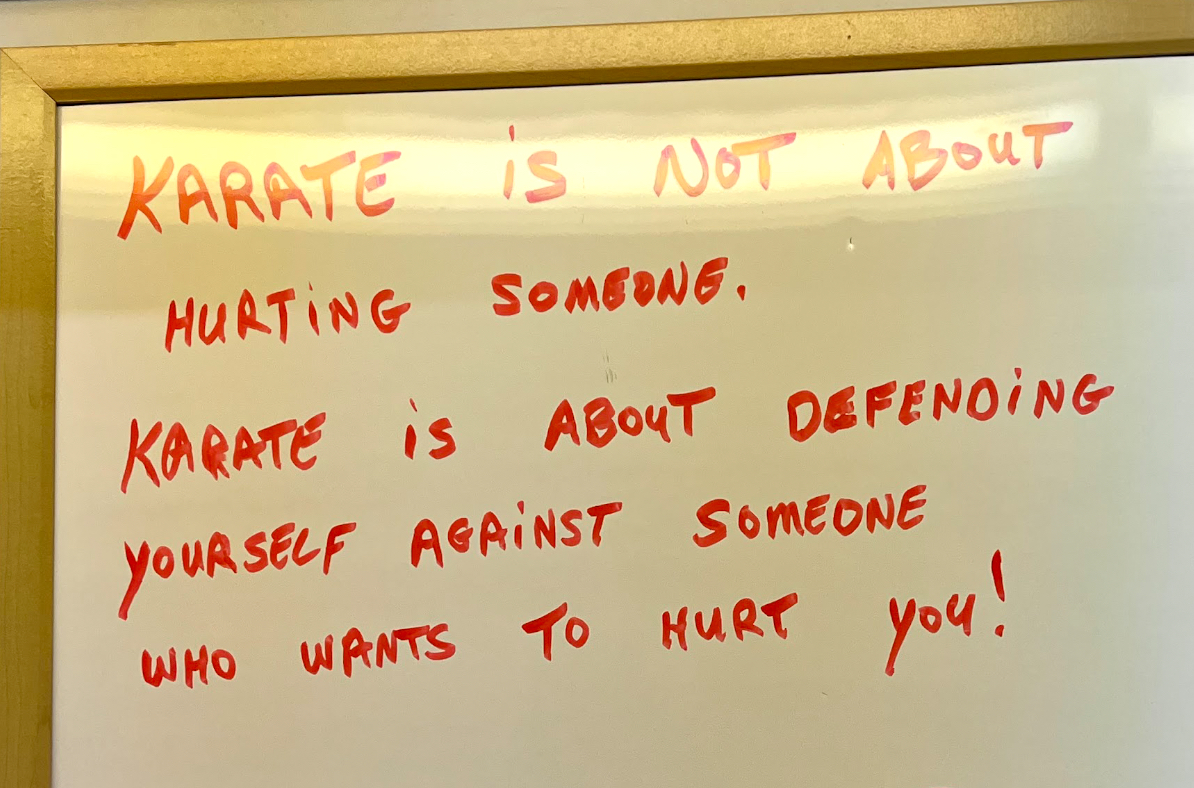 KARATE iS NOT ABOUT
HURTiNG SOMEONE.
KARATE iS ABOUT DEFENDiNG
YOURSELF AGAiNST SOMEONE
WHO WANTS TO HURT YOU!